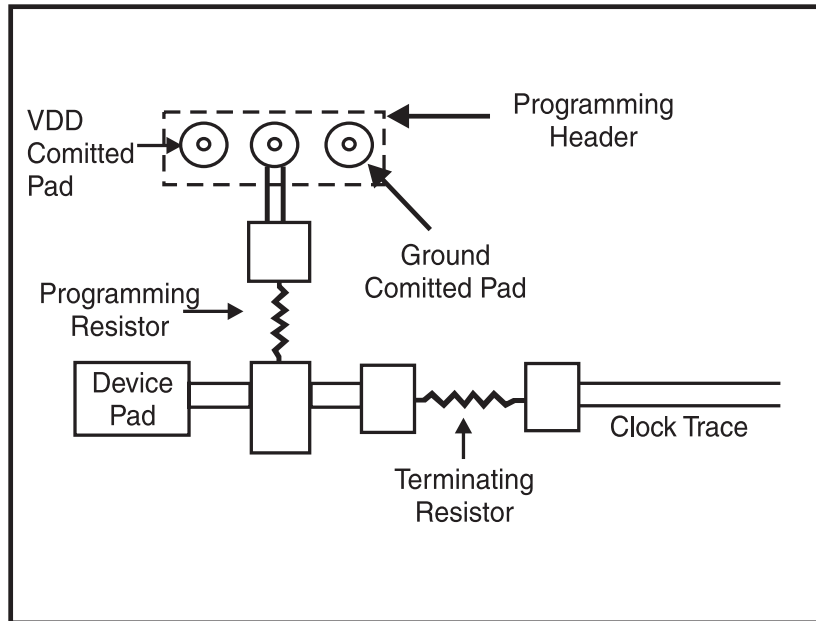 VDD
Comitted
Pad
Programming
Header
Ground
Comitted Pad
Programming
Resistor
Device
Pad
Clock Trace
Terminating
Resistor